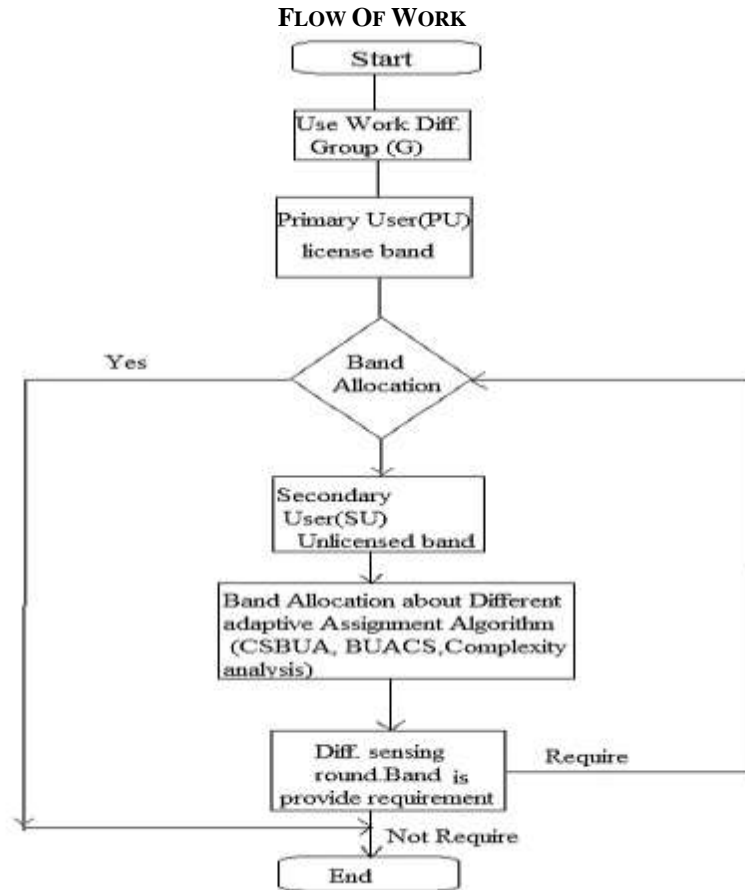 FLOW OF WORK
Start
Use Work Diff.
Group (G)
Primary User(PU)
license band
Yes
Band
Allocation
Secondary
User(SU)
Unlicensed band
Band Allocation about Different
adaptive Assignment Algorithm
(CSBUA, BUACS,Complexity
analysis)
Diff. sensing
round.Band is
provide requirement
Require
Not Require
End